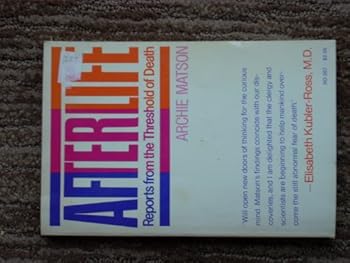 AFTERLIFE
Reports from the Threshold of Death
ARCHIE MATSON
Will open new doors of thinking for the curious
mind. Matson's findings coincide with our dis-
coveries, and I am delighted that the clergy and
scientists are beginning to help mankind over-
come the still abnormal fear of death.
—Elisabeth Kubler-Ross, M.D.